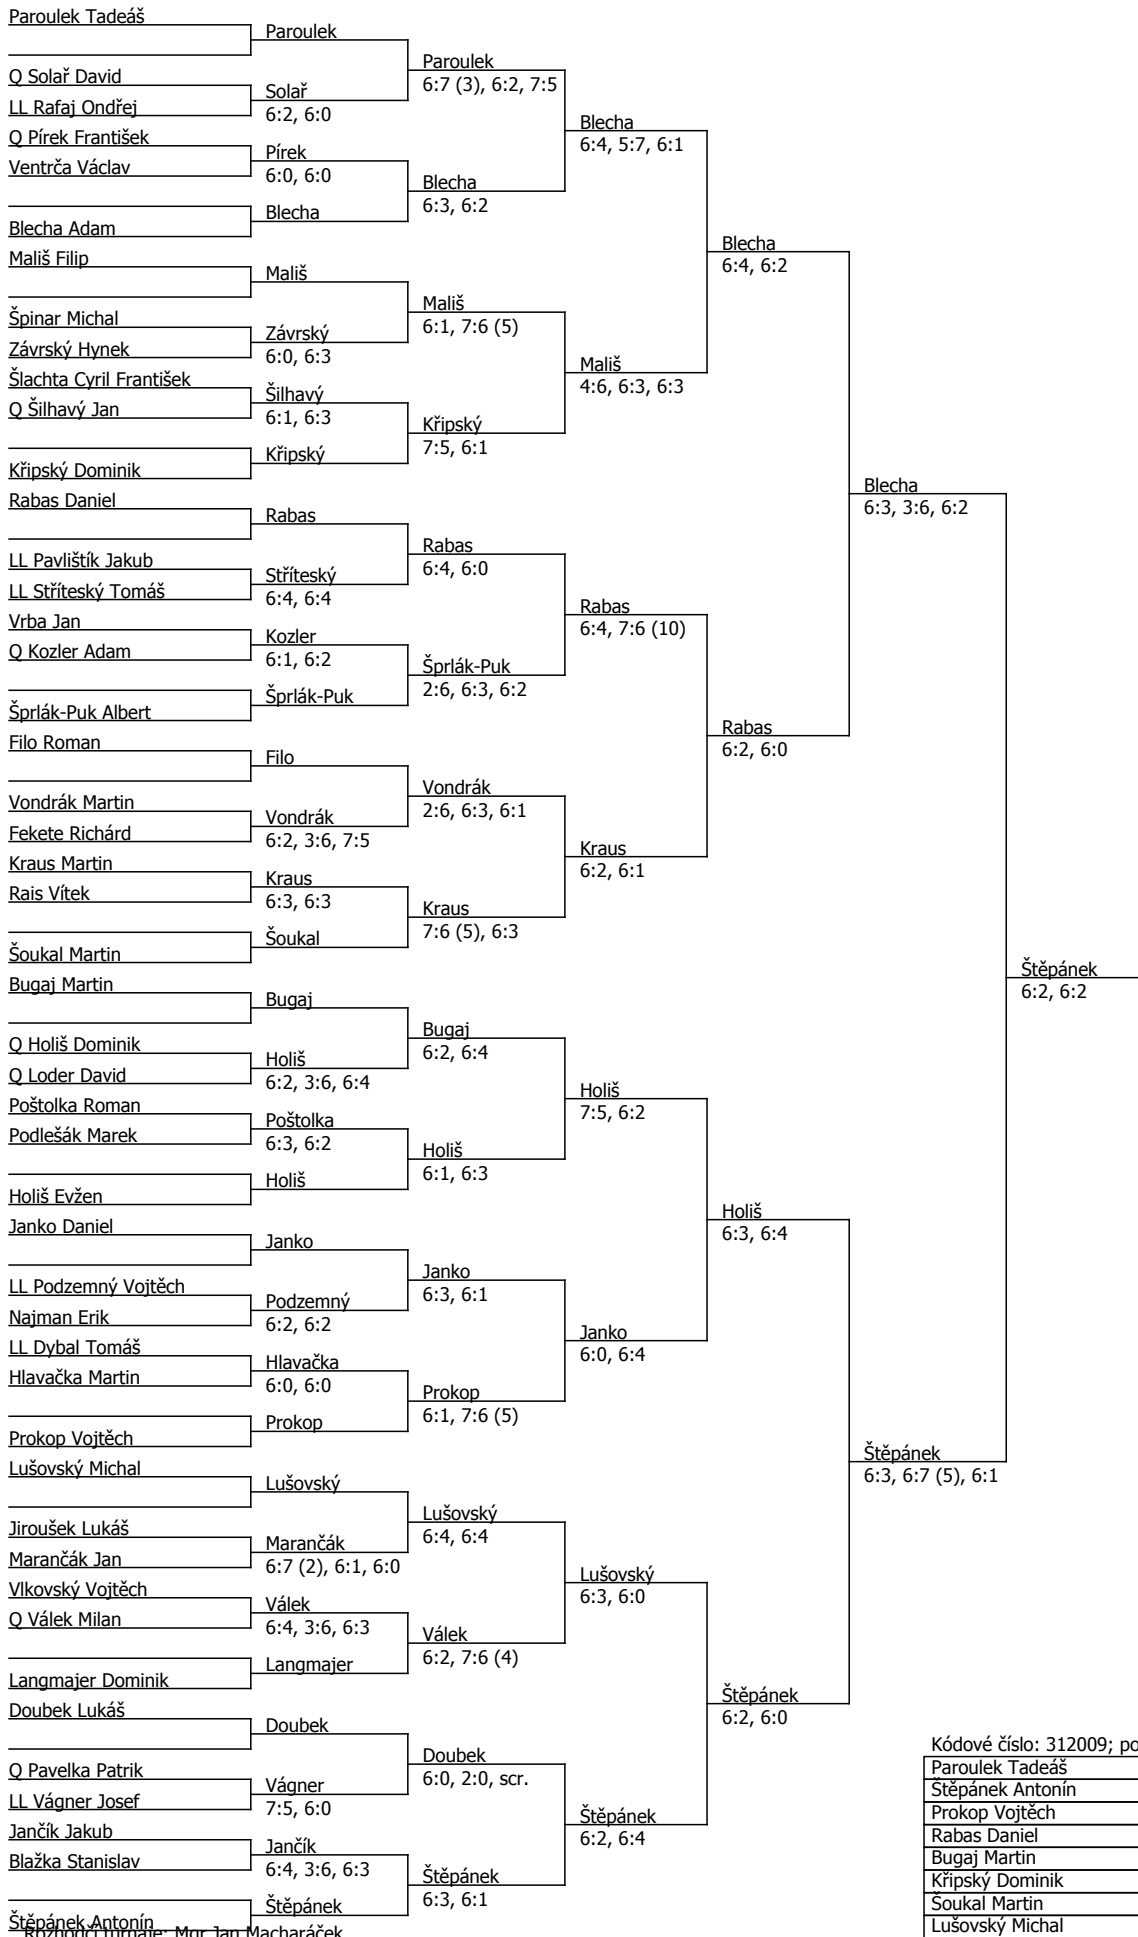 Paroulek Tadeáš
Q Solař David
LL Rafaj Ondřej
Q Pírek František
Ventrča Václav
Blecha Adam
Mališ Filip
Špinar Michal
Závrský Hynek
Šlachta Cyril František
Q Šilhavý Jan
Křipský Dominik
Rabas Daniel
LL Pavlištík Jakub
LL Stříteský Tomáš
Vrba Jan
Q Kozler Adam
Šprlák-Puk Albert
Filo Roman
Vondrák Martin
Fekete Richárd
Kraus Martin
Rais Vítek
Šoukal Martin
Bugaj Martin
Q Holiš Dominik
Q Loder David
Poštolka Roman
Podlešák Marek
Holiš Evžen
Janko Daniel
LL Podzemný Vojtěch
Najman Erik
LL Dybal Tomáš
Hlavačka Martin
Prokop Vojtěch
Lušovský Michal
Jiroušek Lukáš
Marančák Jan
Vlkovský Vojtěch
Q Válek Milan
Langmajer Dominik
Doubek Lukáš
Q Pavelka Patrik
LL Vágner Josef
Jančík Jakub
Blažka Stanislav
Štěpánek Antonín
Rozhodčí turnaje: Mgr.Jan Macharáček
Paroulek
Solař
6:2, 6:0
Pírek
6:0, 6:0
Blecha
Mališ
Závrský
6:0, 6:3
Šilhavý
6:1, 6:3
Křipský
Rabas
Stříteský
6:4, 6:4
Kozler
6:1, 6:2
Šprlák-Puk
Filo
Vondrák
6:2, 3:6, 7:5
Kraus
6:3, 6:3
Šoukal
Bugaj
Holiš
6:2, 3:6, 6:4
Poštolka
6:3, 6:2
Holiš
Janko
Podzemný
6:2, 6:2
Hlavačka
6:0, 6:0
Prokop
Lušovský
Marančák
6:7 (2), 6:1, 6:0
Válek
6:4, 3:6, 6:3
Langmajer
Doubek
Vágner
7:5, 6:0
Jančík
6:4, 3:6, 6:3
Štěpánek
Paroulek
6:7 (3), 6:2, 7:5
Blecha
6:3, 6:2
Mališ
6:1, 7:6 (5)
Křipský
7:5, 6:1
Rabas
6:4, 6:0
Šprlák-Puk
2:6, 6:3, 6:2
Vondrák
2:6, 6:3, 6:1
Kraus
7:6 (5), 6:3
Bugaj
6:2, 6:4
Holiš
6:1, 6:3
Janko
6:3, 6:1
Prokop
6:1, 7:6 (5)
Lušovský
6:4, 6:4
Válek
6:2, 7:6 (4)
Doubek
6:0, 2:0, scr.
Štěpánek
6:3, 6:1
Blecha
6:4, 5:7, 6:1
Mališ
4:6, 6:3, 6:3
Rabas
6:4, 7:6 (10)
Kraus
6:2, 6:1
Holiš
7:5, 6:2
Janko
6:0, 6:4
Lušovský
6:3, 6:0
Štěpánek
6:2, 6:4
Blecha
6:4, 6:2
Rabas
6:2, 6:0
Holiš
6:3, 6:4
Štěpánek
6:2, 6:0
Blecha
6:3, 3:6, 6:2
Štěpánek
6:3, 6:7 (5), 6:1
Štěpánek
6:2, 6:2
Kódové číslo: 312009; po
Paroulek Tadeáš
Štěpánek Antonín
Prokop Vojtěch
Rabas Daniel
Bugaj Martin
Křipský Dominik
Šoukal Martin
Lušovský Michal